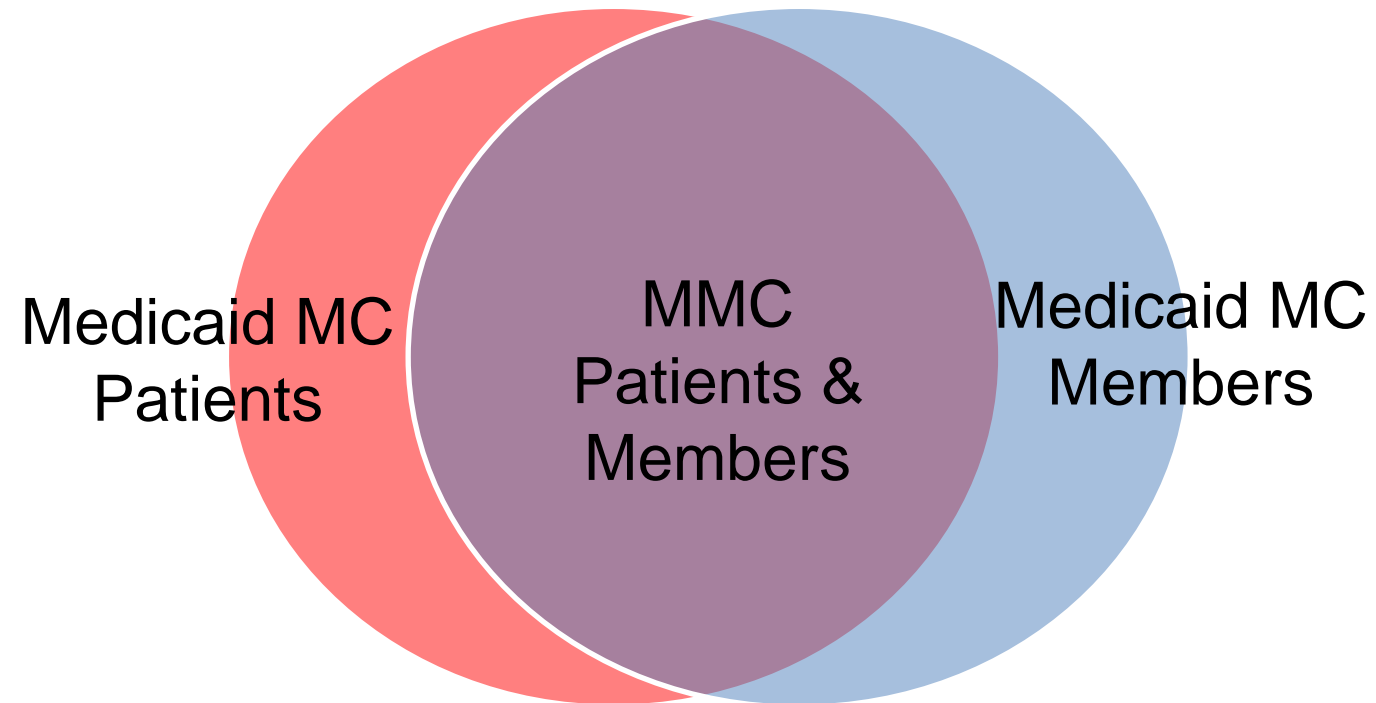 Medicaid MC
Patients
MMC
Patients &
Members
Medicaid MC
Members